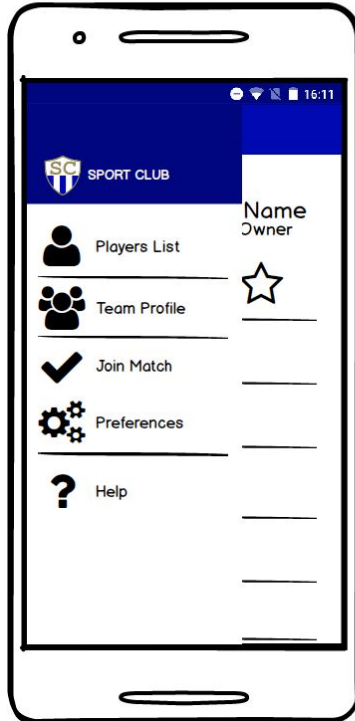 16:11
SC
SPORT CLUB
Name
Owner
Players List
Team Profile
Join Match
Preferences
? Help